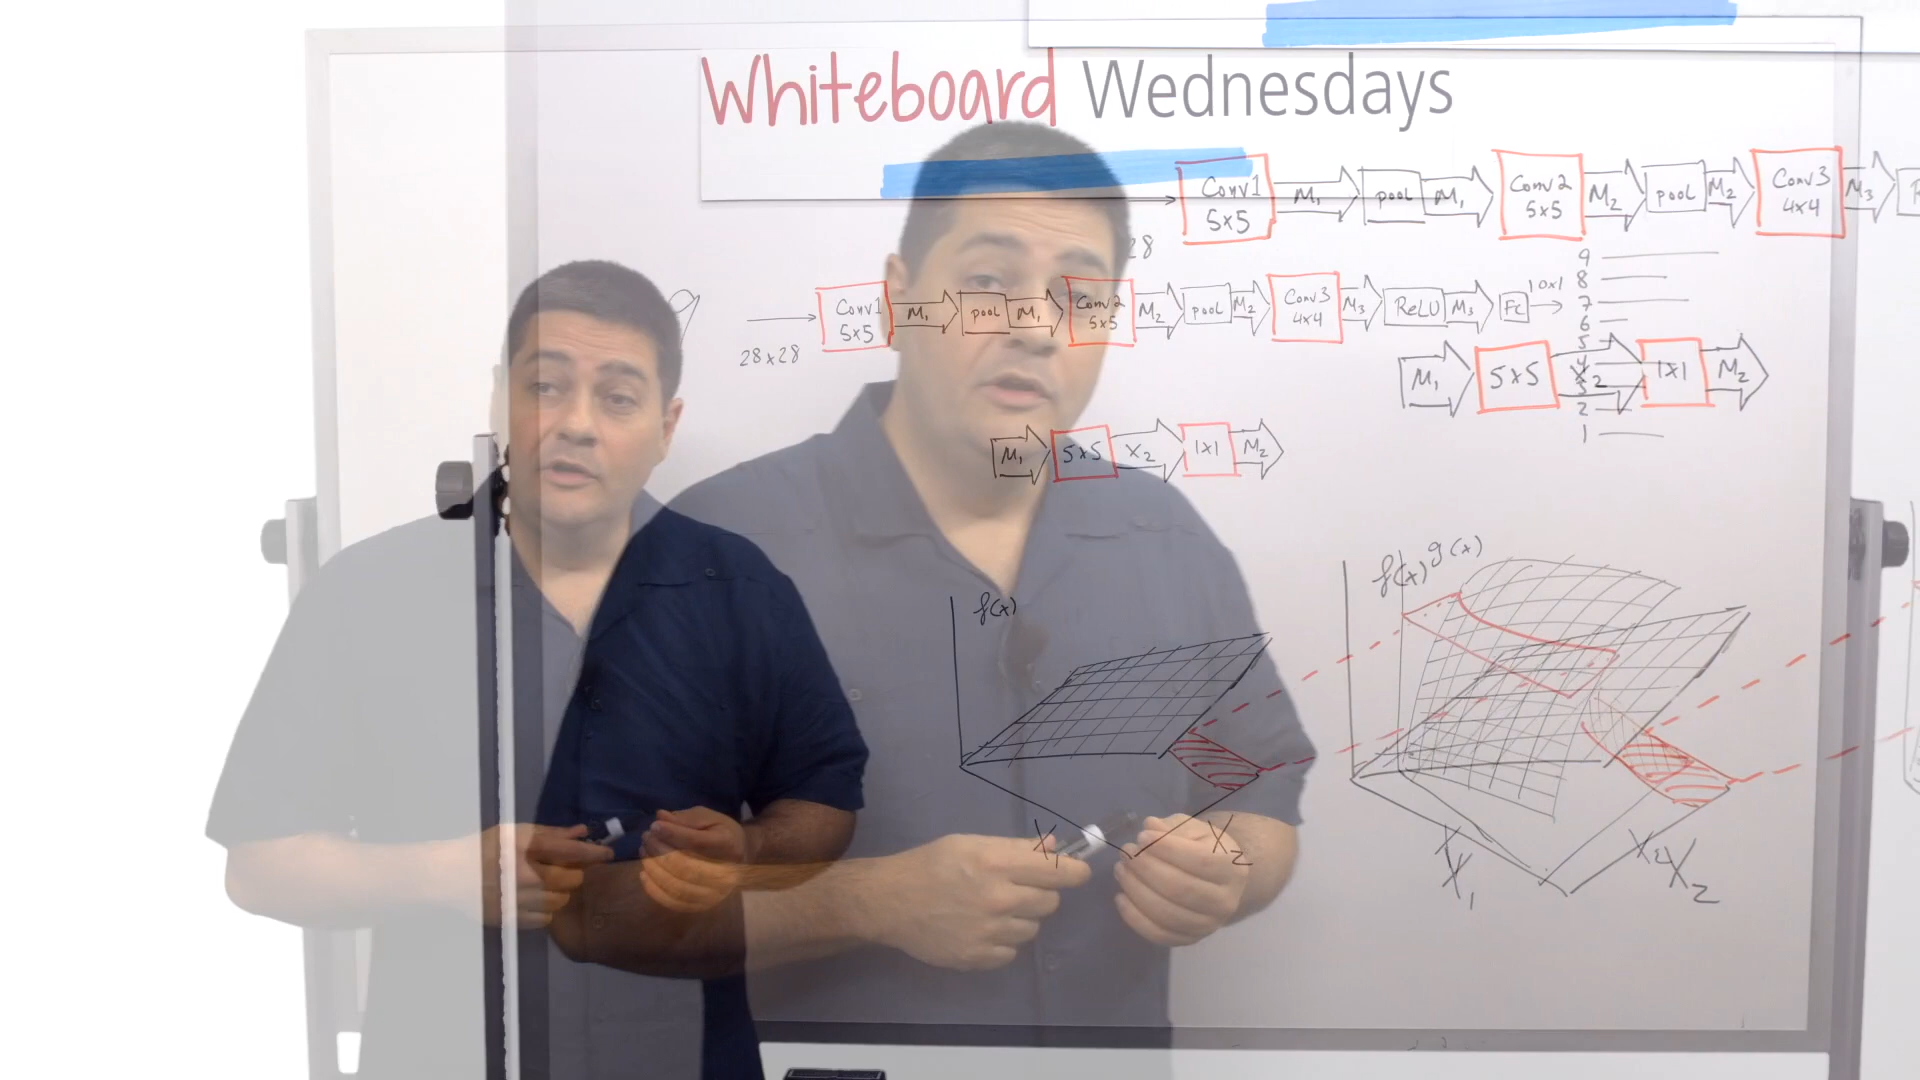 Whiteboard Wednesdays
Conv1 5x5 M₁ pool M₁ Conv2 5x5 M₂ pool M₂ Conv3 4x4 M₃
28
Conv1 5x5 M₁ pool M₁ Conv2 5x5 M₂ pool M₂ Conv3 4x4 M₃ ReLU M₃ FC 10x1
28x28
9
8
7
6
5
4
3
2
1
M₁ 5x5 X₂ 1x1 M₂
M₁ 5x5 X₂ 1x1 M₂
f(x) g(x)
f(x)
X₁ X₂
X₁ X₂